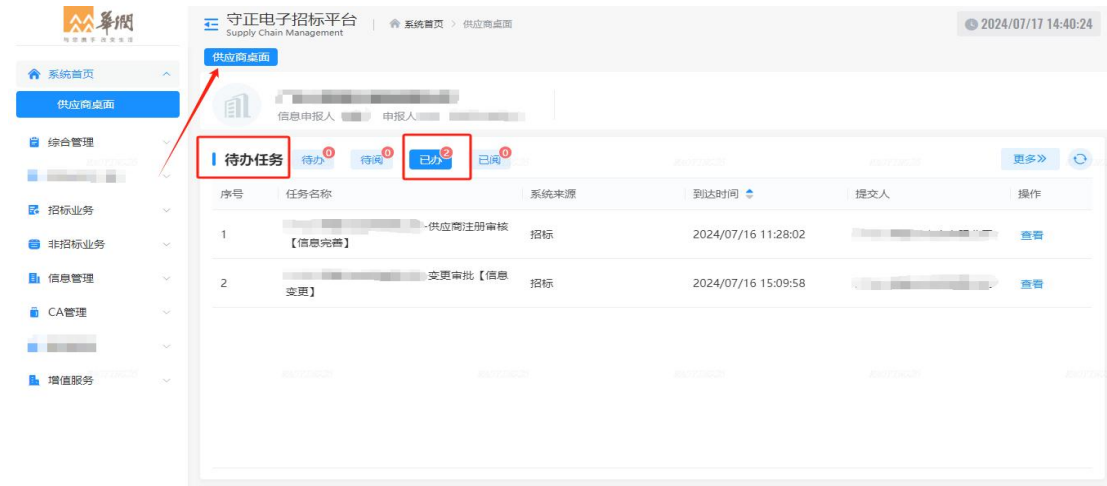 華潤
守正电子招标平台
Supply Chain Management
系统首页 > 供应商桌面
2024/07/17 14:40:24
供应商桌面
系统首页
供应商桌面
综合管理
招标业务
非招标业务
信息管理
CA管理
增值服务
信息申报人
申报人
待办任务 待办 0 待阅 0 已办 2 已阅 0 更多»
序号 任务名称 系统来源 到达时间 提交人 操作
1 -供应商注册审核 招标 2024/07/16 11:28:02 查看
【信息完善】
2 变更审批【信息 招标 2024/07/16 15:09:58 查看
变更】